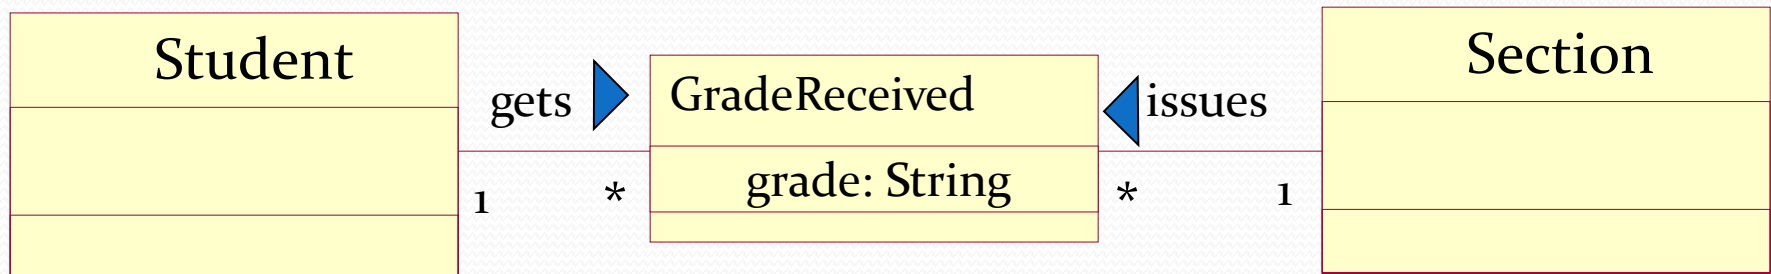 Student
gets
1
*
GradeReceived
grade: String
issues
*
1
Section